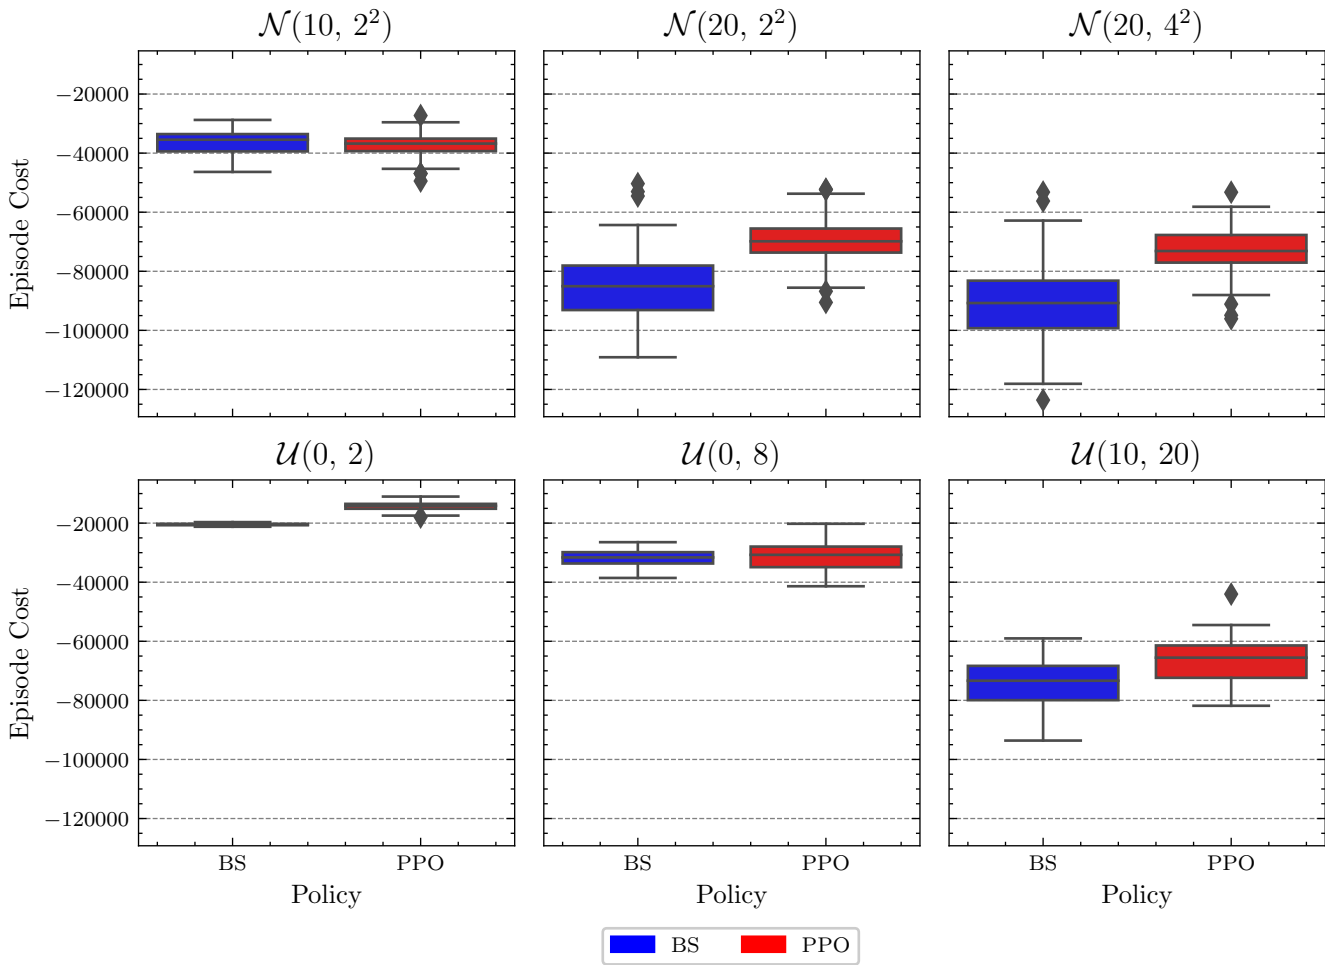 𝒩(10, 2²)
𝒩(20, 2²)
𝒩(20, 4²)
Episode Cost
−20000
−40000
−60000
−80000
−100000
−120000
𝒰(0, 2)
𝒰(0, 8)
𝒰(10, 20)
Episode Cost
−20000
−40000
−60000
−80000
−100000
−120000
BS PPO
BS PPO
BS PPO
Policy
Policy
Policy
BS PPO